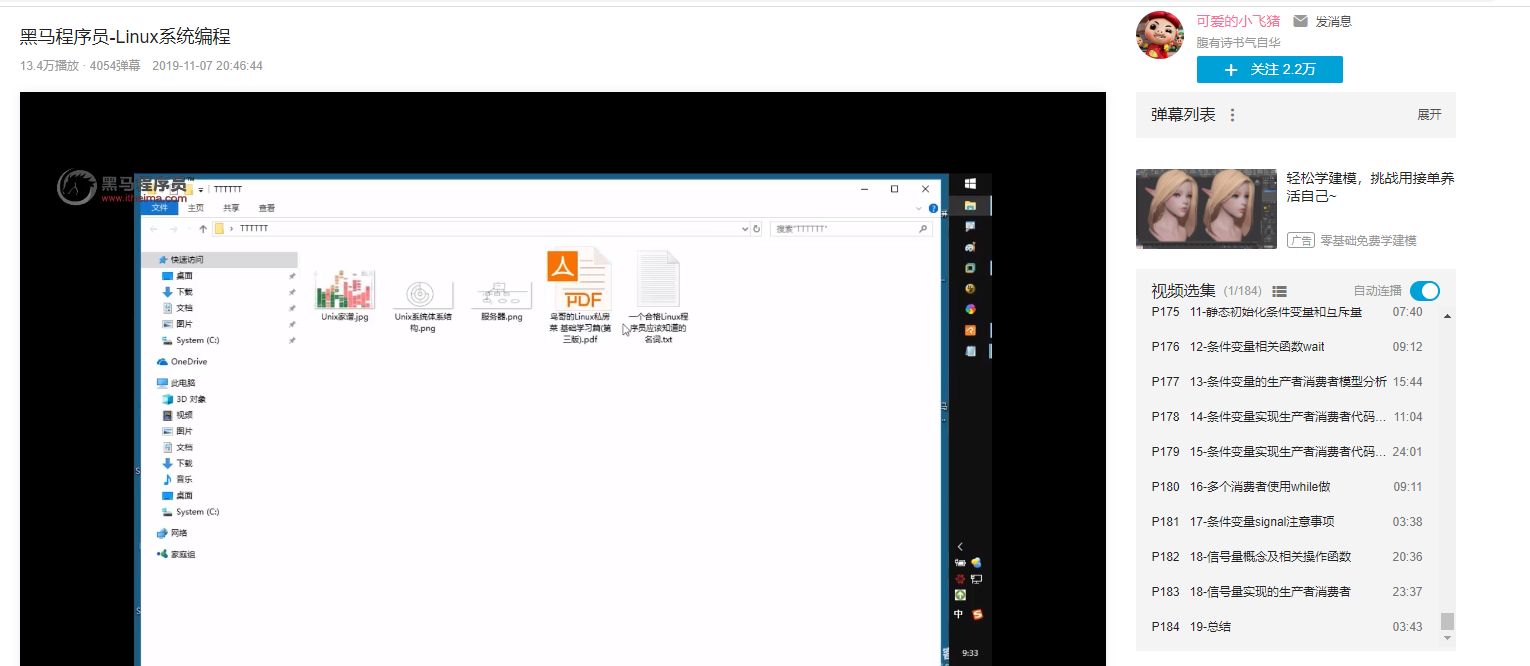 黑马程序员-Linux系统编程
13.4万播放 · 4054弹幕 2019-11-07 20:46:44
可爱的小飞猪 发消息
腹有诗书气自华
+ 关注 2.2万
弹幕列表
展开
轻松学建模，挑战用接单养
活自己~
广告 零基础免费学建模
视频选集 (1/184) 自动连播
P175 11-静态初始化条件变量和互斥量 07:40
P176 12-条件变量相关函数wait 09:12
P177 13-条件变量的生产者消费者模型分析 15:44
P178 14-条件变量实现生产者消费者代码... 11:04
P179 15-条件变量实现生产者消费者代码... 24:01
P180 16-多个消费者使用while做 09:11
P181 17-条件变量signal注意事项 03:38
P182 18-信号量概念及相关操作函数 20:36
P183 18-信号量实现的生产者消费者 23:37
P184 19-总结 03:43
黑马程序员
www.itheima.com
TTTTTT
文件 主页 共享 查看
TTTTTT
搜索"TTTTTT"
快速访问
桌面
下载
文档
图片
System (C:)
OneDrive
此电脑
3D 对象
视频
图片
文档
下载
音乐
桌面
System (C:)
网络
家庭组
Unix家谱.jpg
Unix系统体系结
构.png
服务器.png
PDF
鸟哥的Linux私房
菜 基础学习篇(第
三版).pdf
一个合格Linux程
序员应该知道的
名词.txt
中
9:33